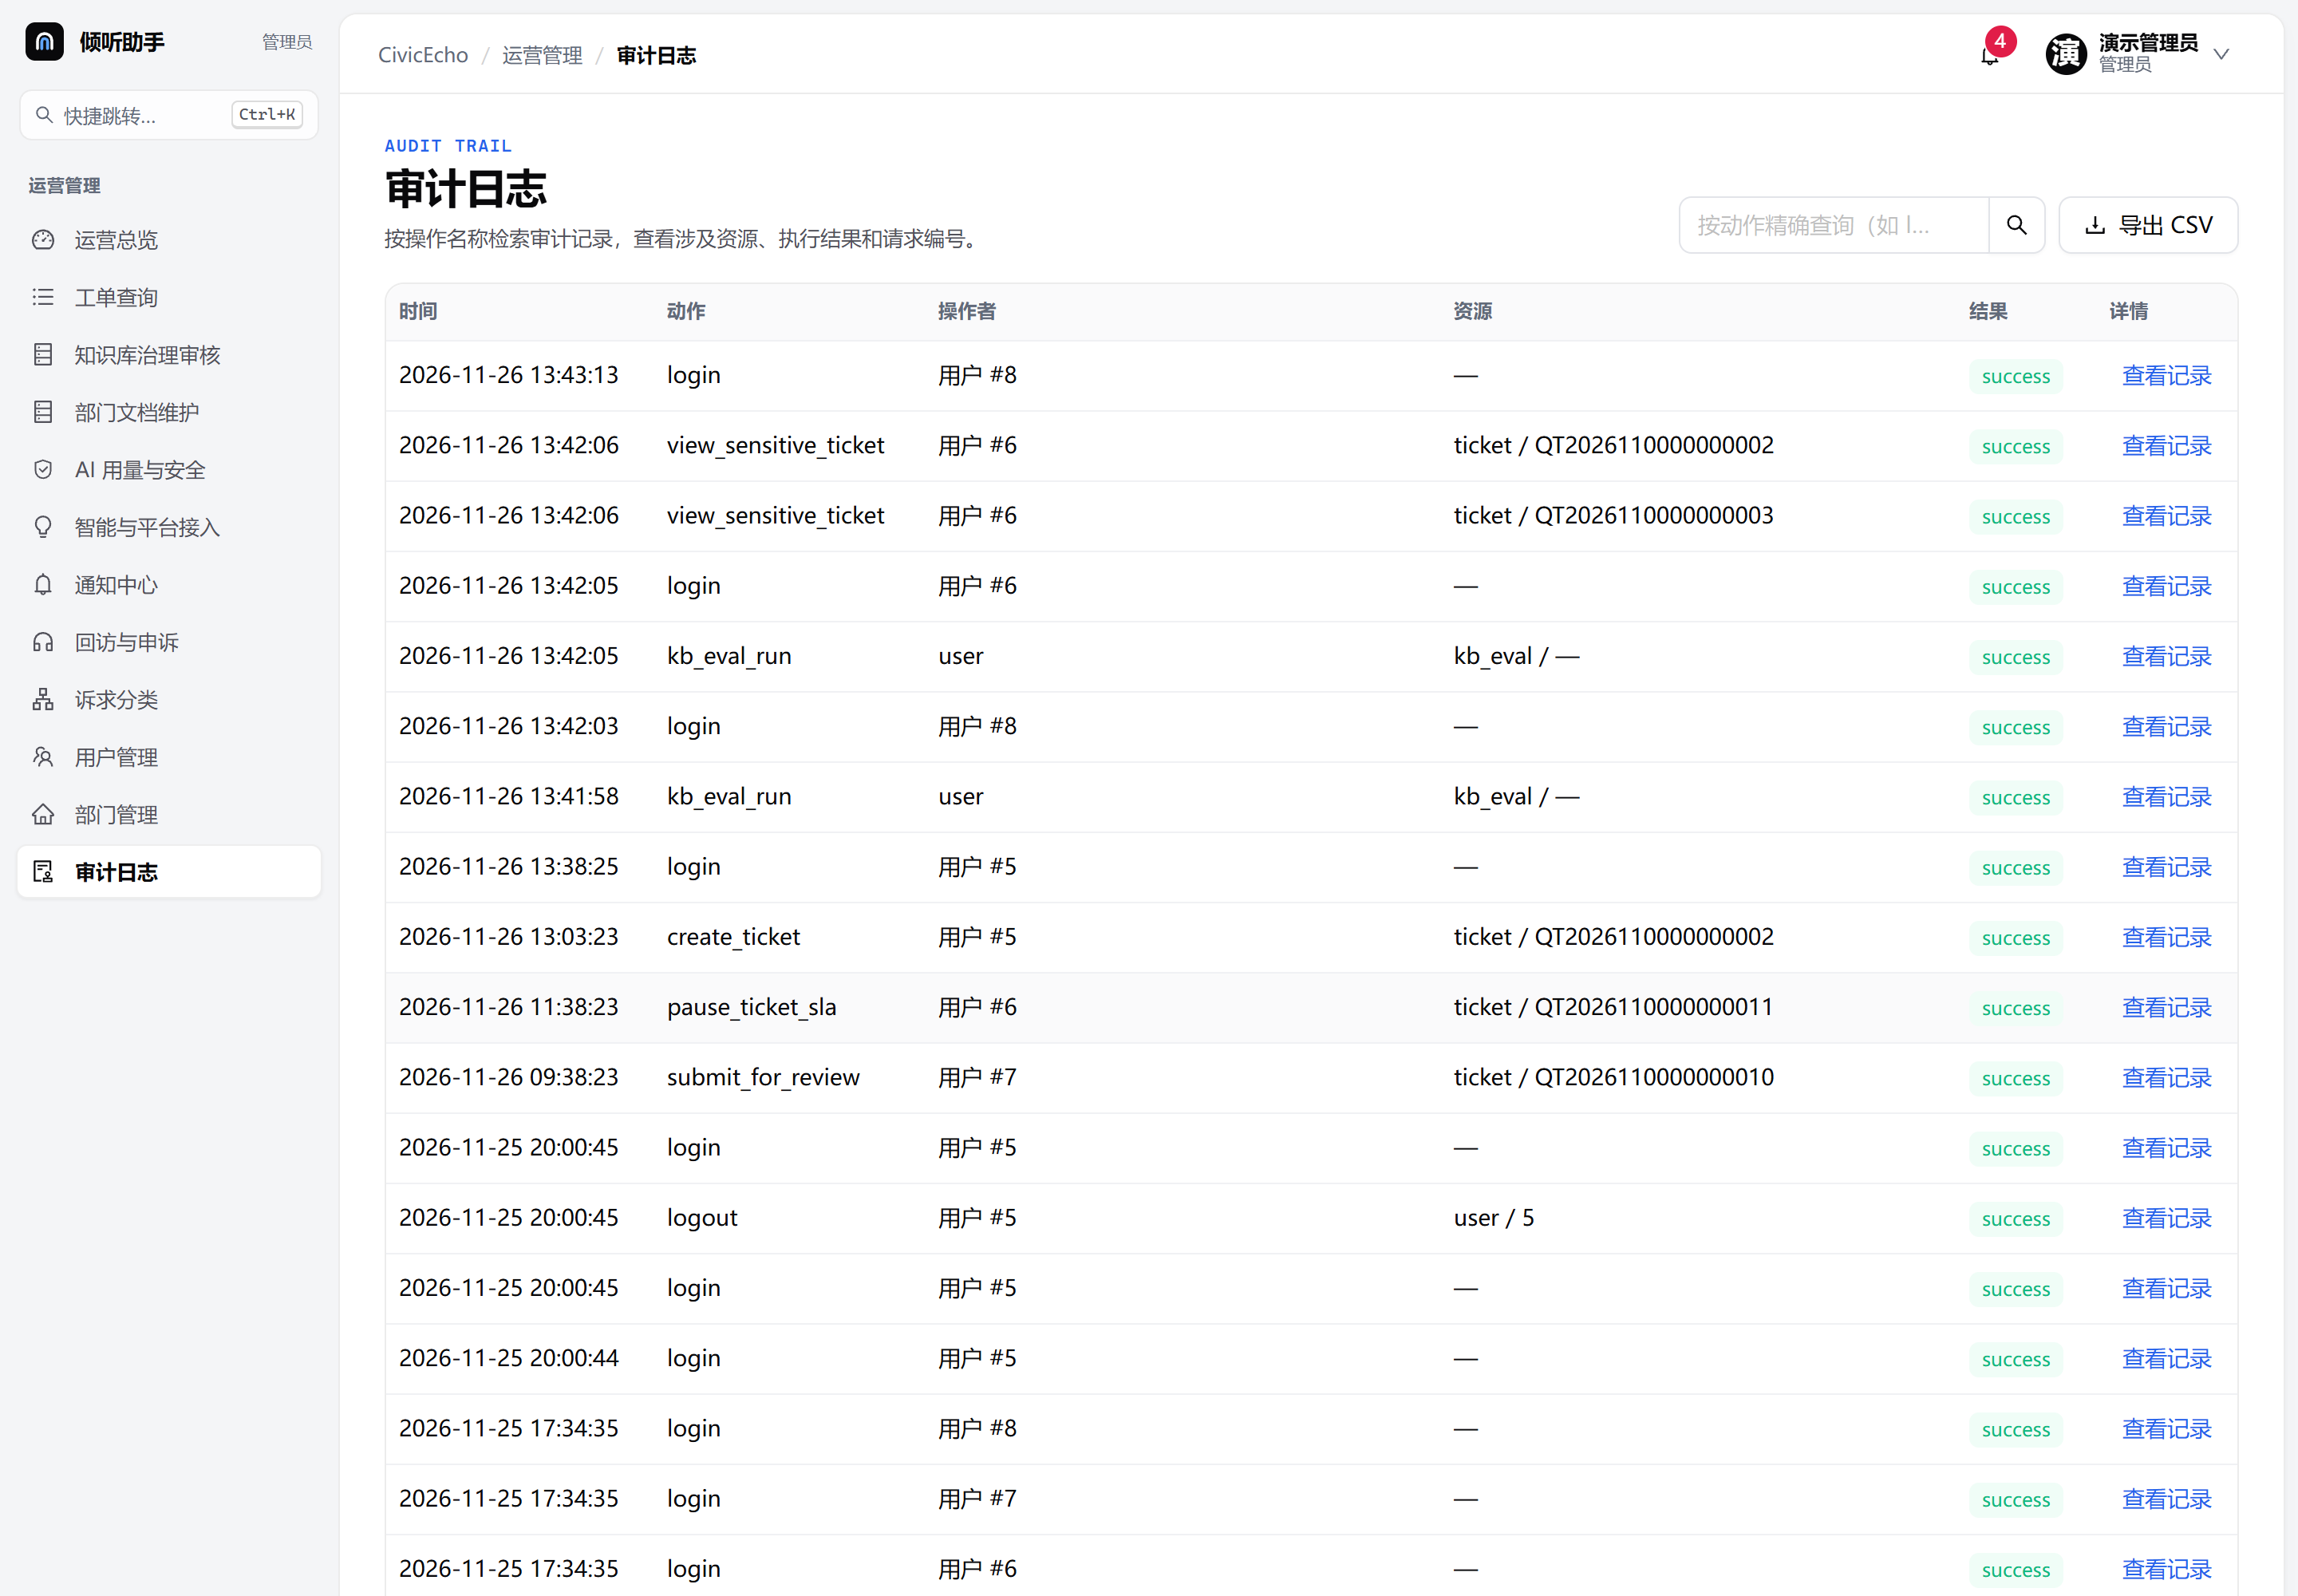 倾听助手 管理员
快捷跳转... Ctrl+K
运营管理
运营总览
工单查询
知识库治理审核
部门文档维护
AI 用量与安全
智能与平台接入
通知中心
回访与申诉
诉求分类
用户管理
部门管理
审计日志
CivicEcho / 运营管理 / 审计日志
4
演 演示管理员
管理员
AUDIT TRAIL
审计日志
按操作名称检索审计记录，查看涉及资源、执行结果和请求编号。
按动作精确查询（如 l... 导出 CSV
时间 动作 操作者 资源 结果 详情
2026-11-26 13:43:13 login 用户 #8 — success 查看记录
2026-11-26 13:42:06 view_sensitive_ticket 用户 #6 ticket / QT2026110000000002 success 查看记录
2026-11-26 13:42:06 view_sensitive_ticket 用户 #6 ticket / QT2026110000000003 success 查看记录
2026-11-26 13:42:05 login 用户 #6 — success 查看记录
2026-11-26 13:42:05 kb_eval_run user kb_eval / — success 查看记录
2026-11-26 13:42:03 login 用户 #8 — success 查看记录
2026-11-26 13:41:58 kb_eval_run user kb_eval / — success 查看记录
2026-11-26 13:38:25 login 用户 #5 — success 查看记录
2026-11-26 13:03:23 create_ticket 用户 #5 ticket / QT2026110000000002 success 查看记录
2026-11-26 11:38:23 pause_ticket_sla 用户 #6 ticket / QT2026110000000011 success 查看记录
2026-11-26 09:38:23 submit_for_review 用户 #7 ticket / QT2026110000000010 success 查看记录
2026-11-25 20:00:45 login 用户 #5 — success 查看记录
2026-11-25 20:00:45 logout 用户 #5 user / 5 success 查看记录
2026-11-25 20:00:45 login 用户 #5 — success 查看记录
2026-11-25 20:00:44 login 用户 #5 — success 查看记录
2026-11-25 17:34:35 login 用户 #8 — success 查看记录
2026-11-25 17:34:35 login 用户 #7 — success 查看记录
2026-11-25 17:34:35 login 用户 #6 — success 查看记录